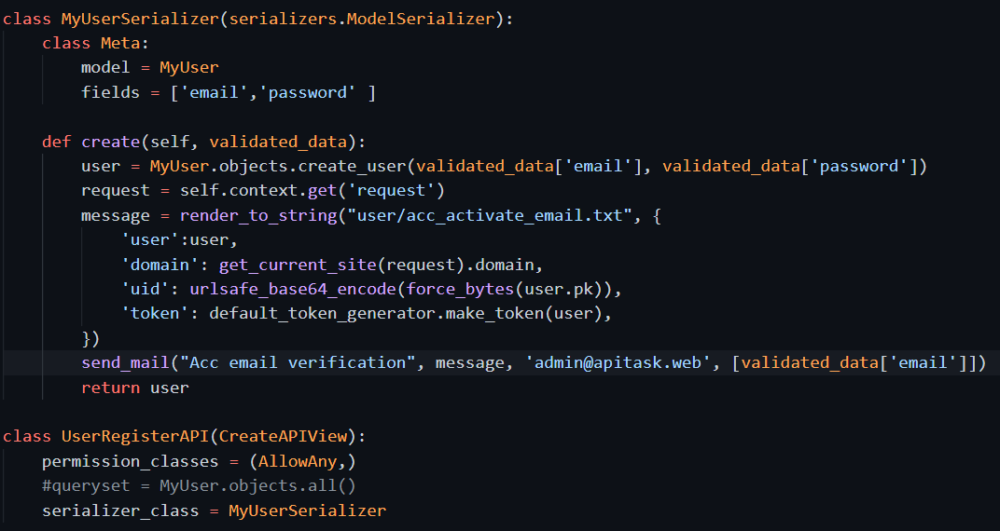 class MyUserSerializer(serializers.ModelSerializer):
    class Meta:
        model = MyUser
        fields = ['email','password' ]

    def create(self, validated_data):
        user = MyUser.objects.create_user(validated_data['email'], validated_data['password'])
        request = self.context.get('request')
        message = render_to_string("user/acc_activate_email.txt", {
            'user':user,
            'domain': get_current_site(request).domain,
            'uid': urlsafe_base64_encode(force_bytes(user.pk)),
            'token': default_token_generator.make_token(user),
        })
        send_mail("Acc email verification", message, 'admin@apitask.web', [validated_data['email']])
        return user

class UserRegisterAPI(CreateAPIView):
    permission_classes = (AllowAny,)
    #queryset = MyUser.objects.all()
    serializer_class = MyUserSerializer